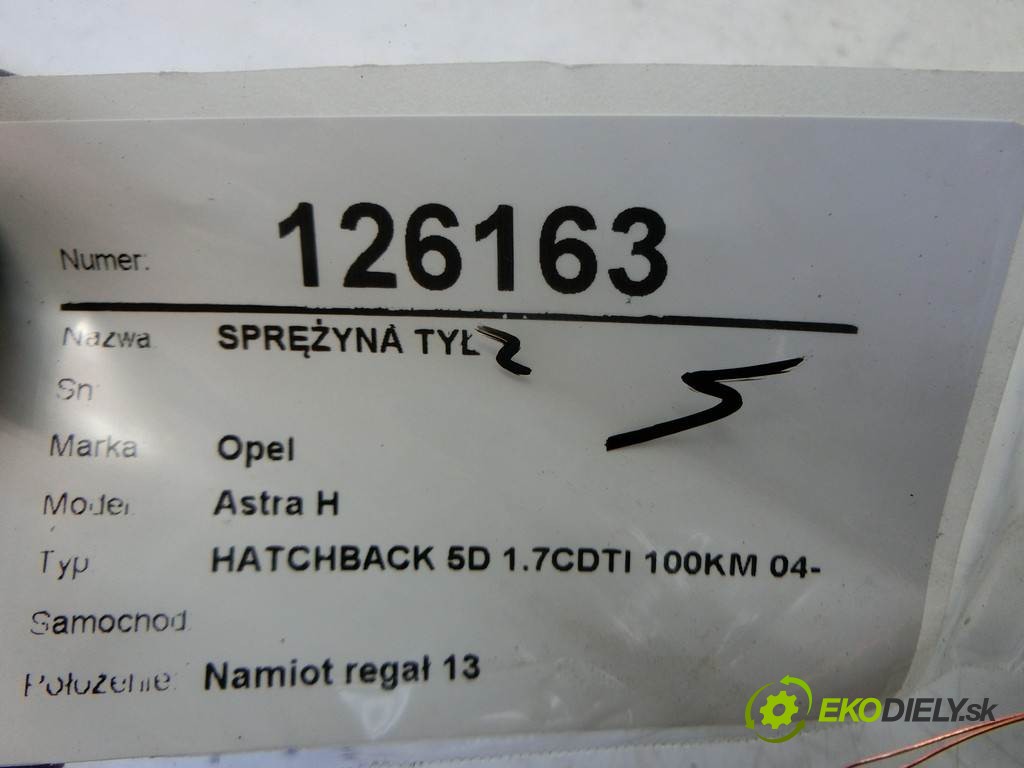 Numer: 126163
Nazwa SPRĘŻYNA TYŁ 2
Sn:
Marka Opel
Model Astra H
Typ HATCHBACK 5D 1.7CDTI 100KM 04-
Samochod:
Położenie: Namiot regał 13
EKODIELY.sk